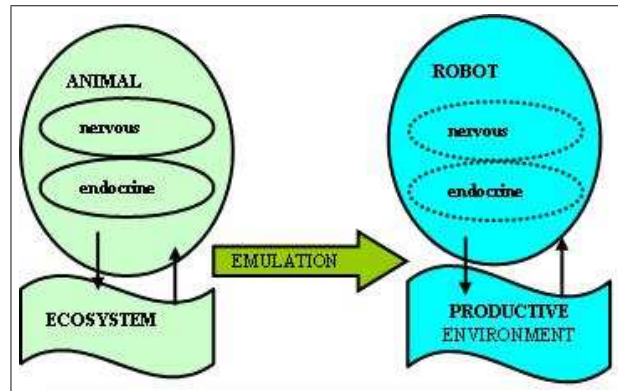 ANIMAL
nervous
endocrine
ECOSYSTEM
EMULATION
ROBOT
nervous
endocrine
PRODUCTIVE
ENVIRONMENT